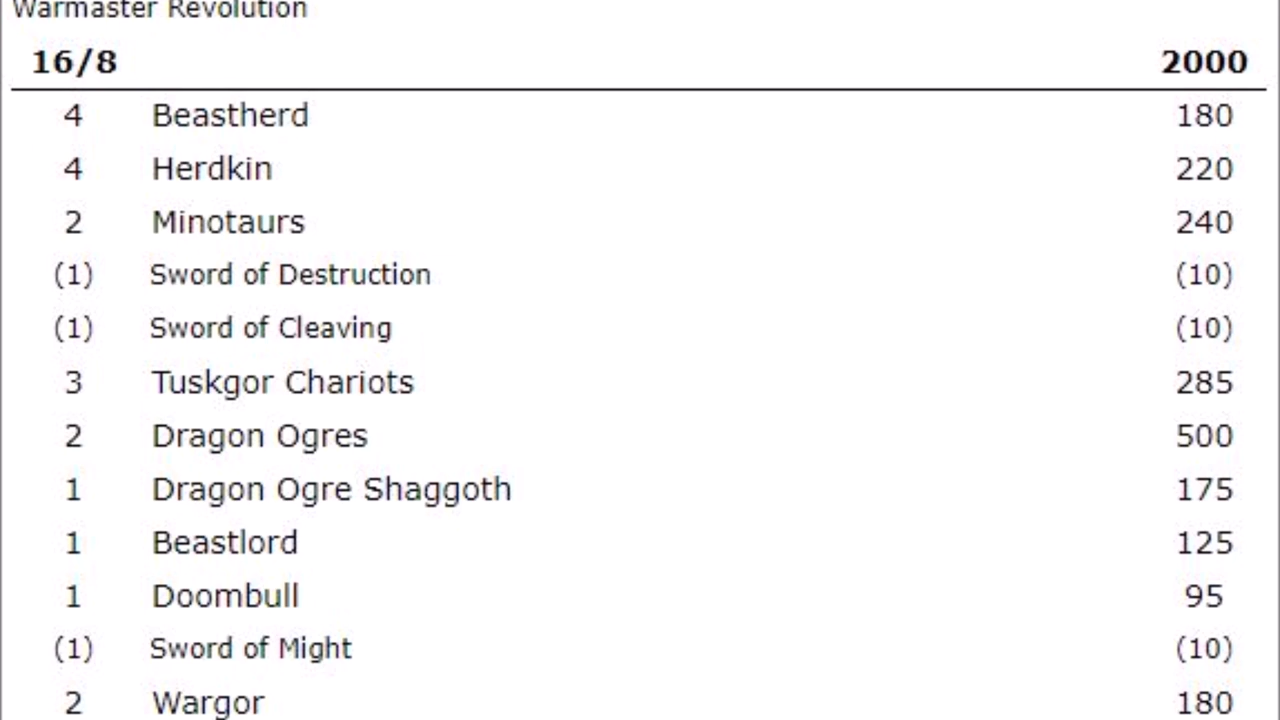 Warmaster Revolution
16/8 2000
4 Beastherd 180
4 Herdkin 220
2 Minotaurs 240
(1) Sword of Destruction (10)
(1) Sword of Cleaving (10)
3 Tuskgor Chariots 285
2 Dragon Ogres 500
1 Dragon Ogre Shaggoth 175
1 Beastlord 125
1 Doombull 95
(1) Sword of Might (10)
2 Wargor 180